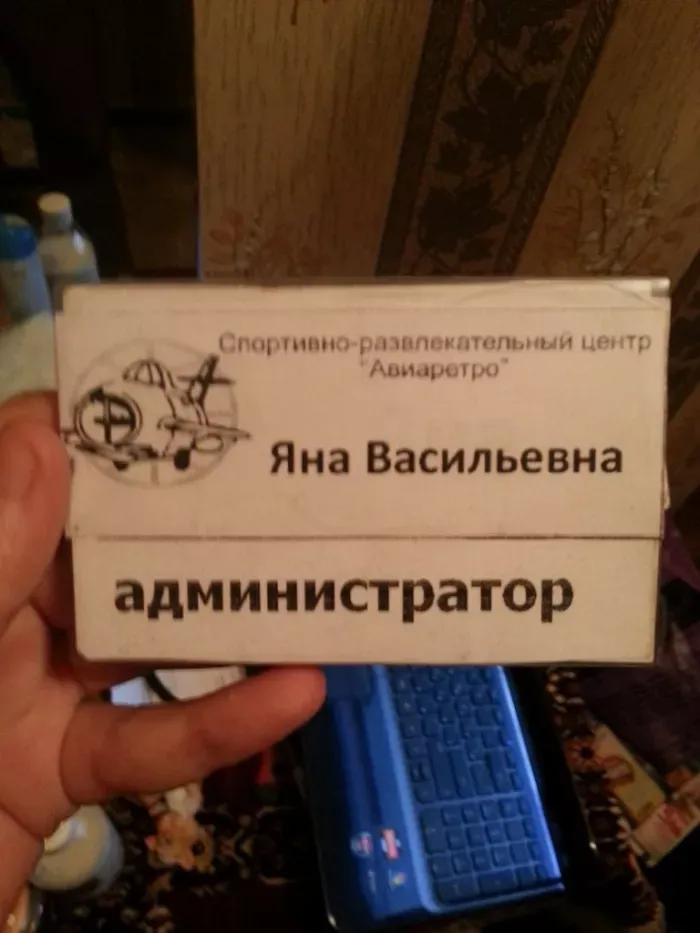 Спортивно-развлекательный центр
"Авиаретро"
Яна Васильевна
администратор